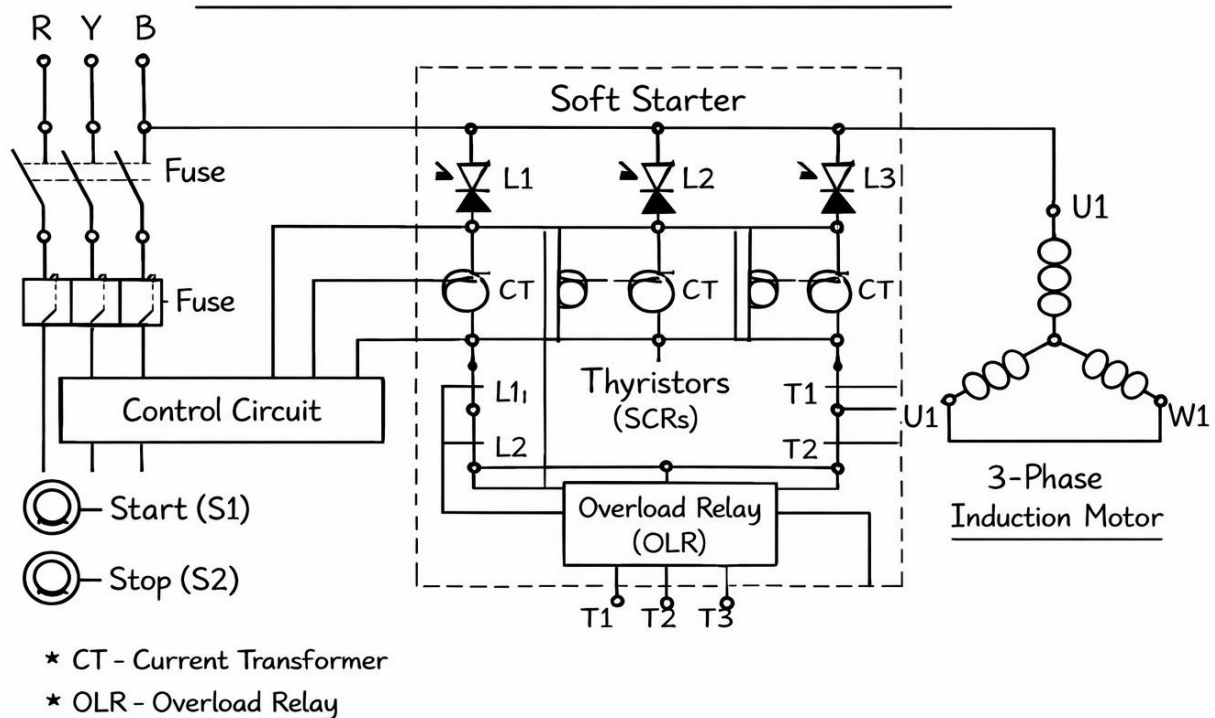 R Y B
Soft Starter
Fuse
L1 L2 L3
U1
Fuse
CT CT CT
Control Circuit
L1₁
Thyristors
(SCRs)
T1
U1
W1
L2
T2
Start (S1)
Overload Relay
(OLR)
3-Phase
Induction Motor
Stop (S2)
T1 T2 T3
★ CT - Current Transformer
★ OLR - Overload Relay